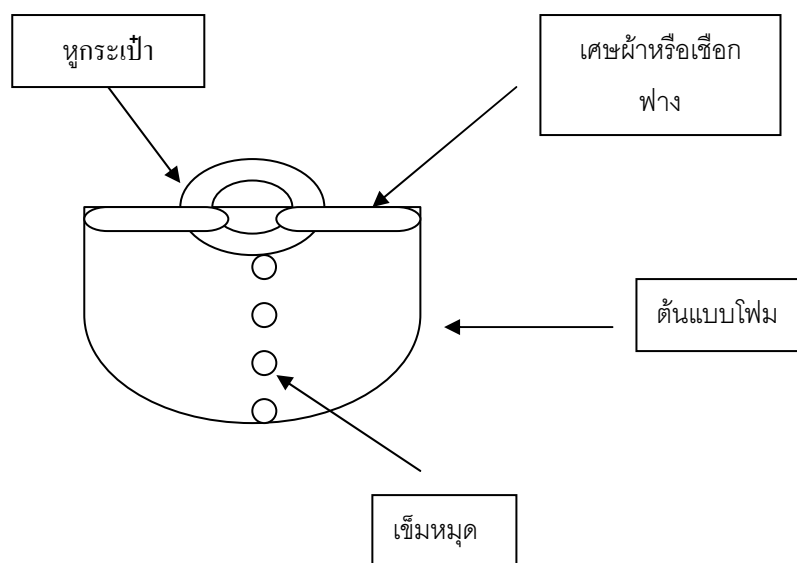 หูกระเป๋า
เศษผ้าหรือเชือก
ฟาง
ต้นแบบโฟม
เข็มหมุด